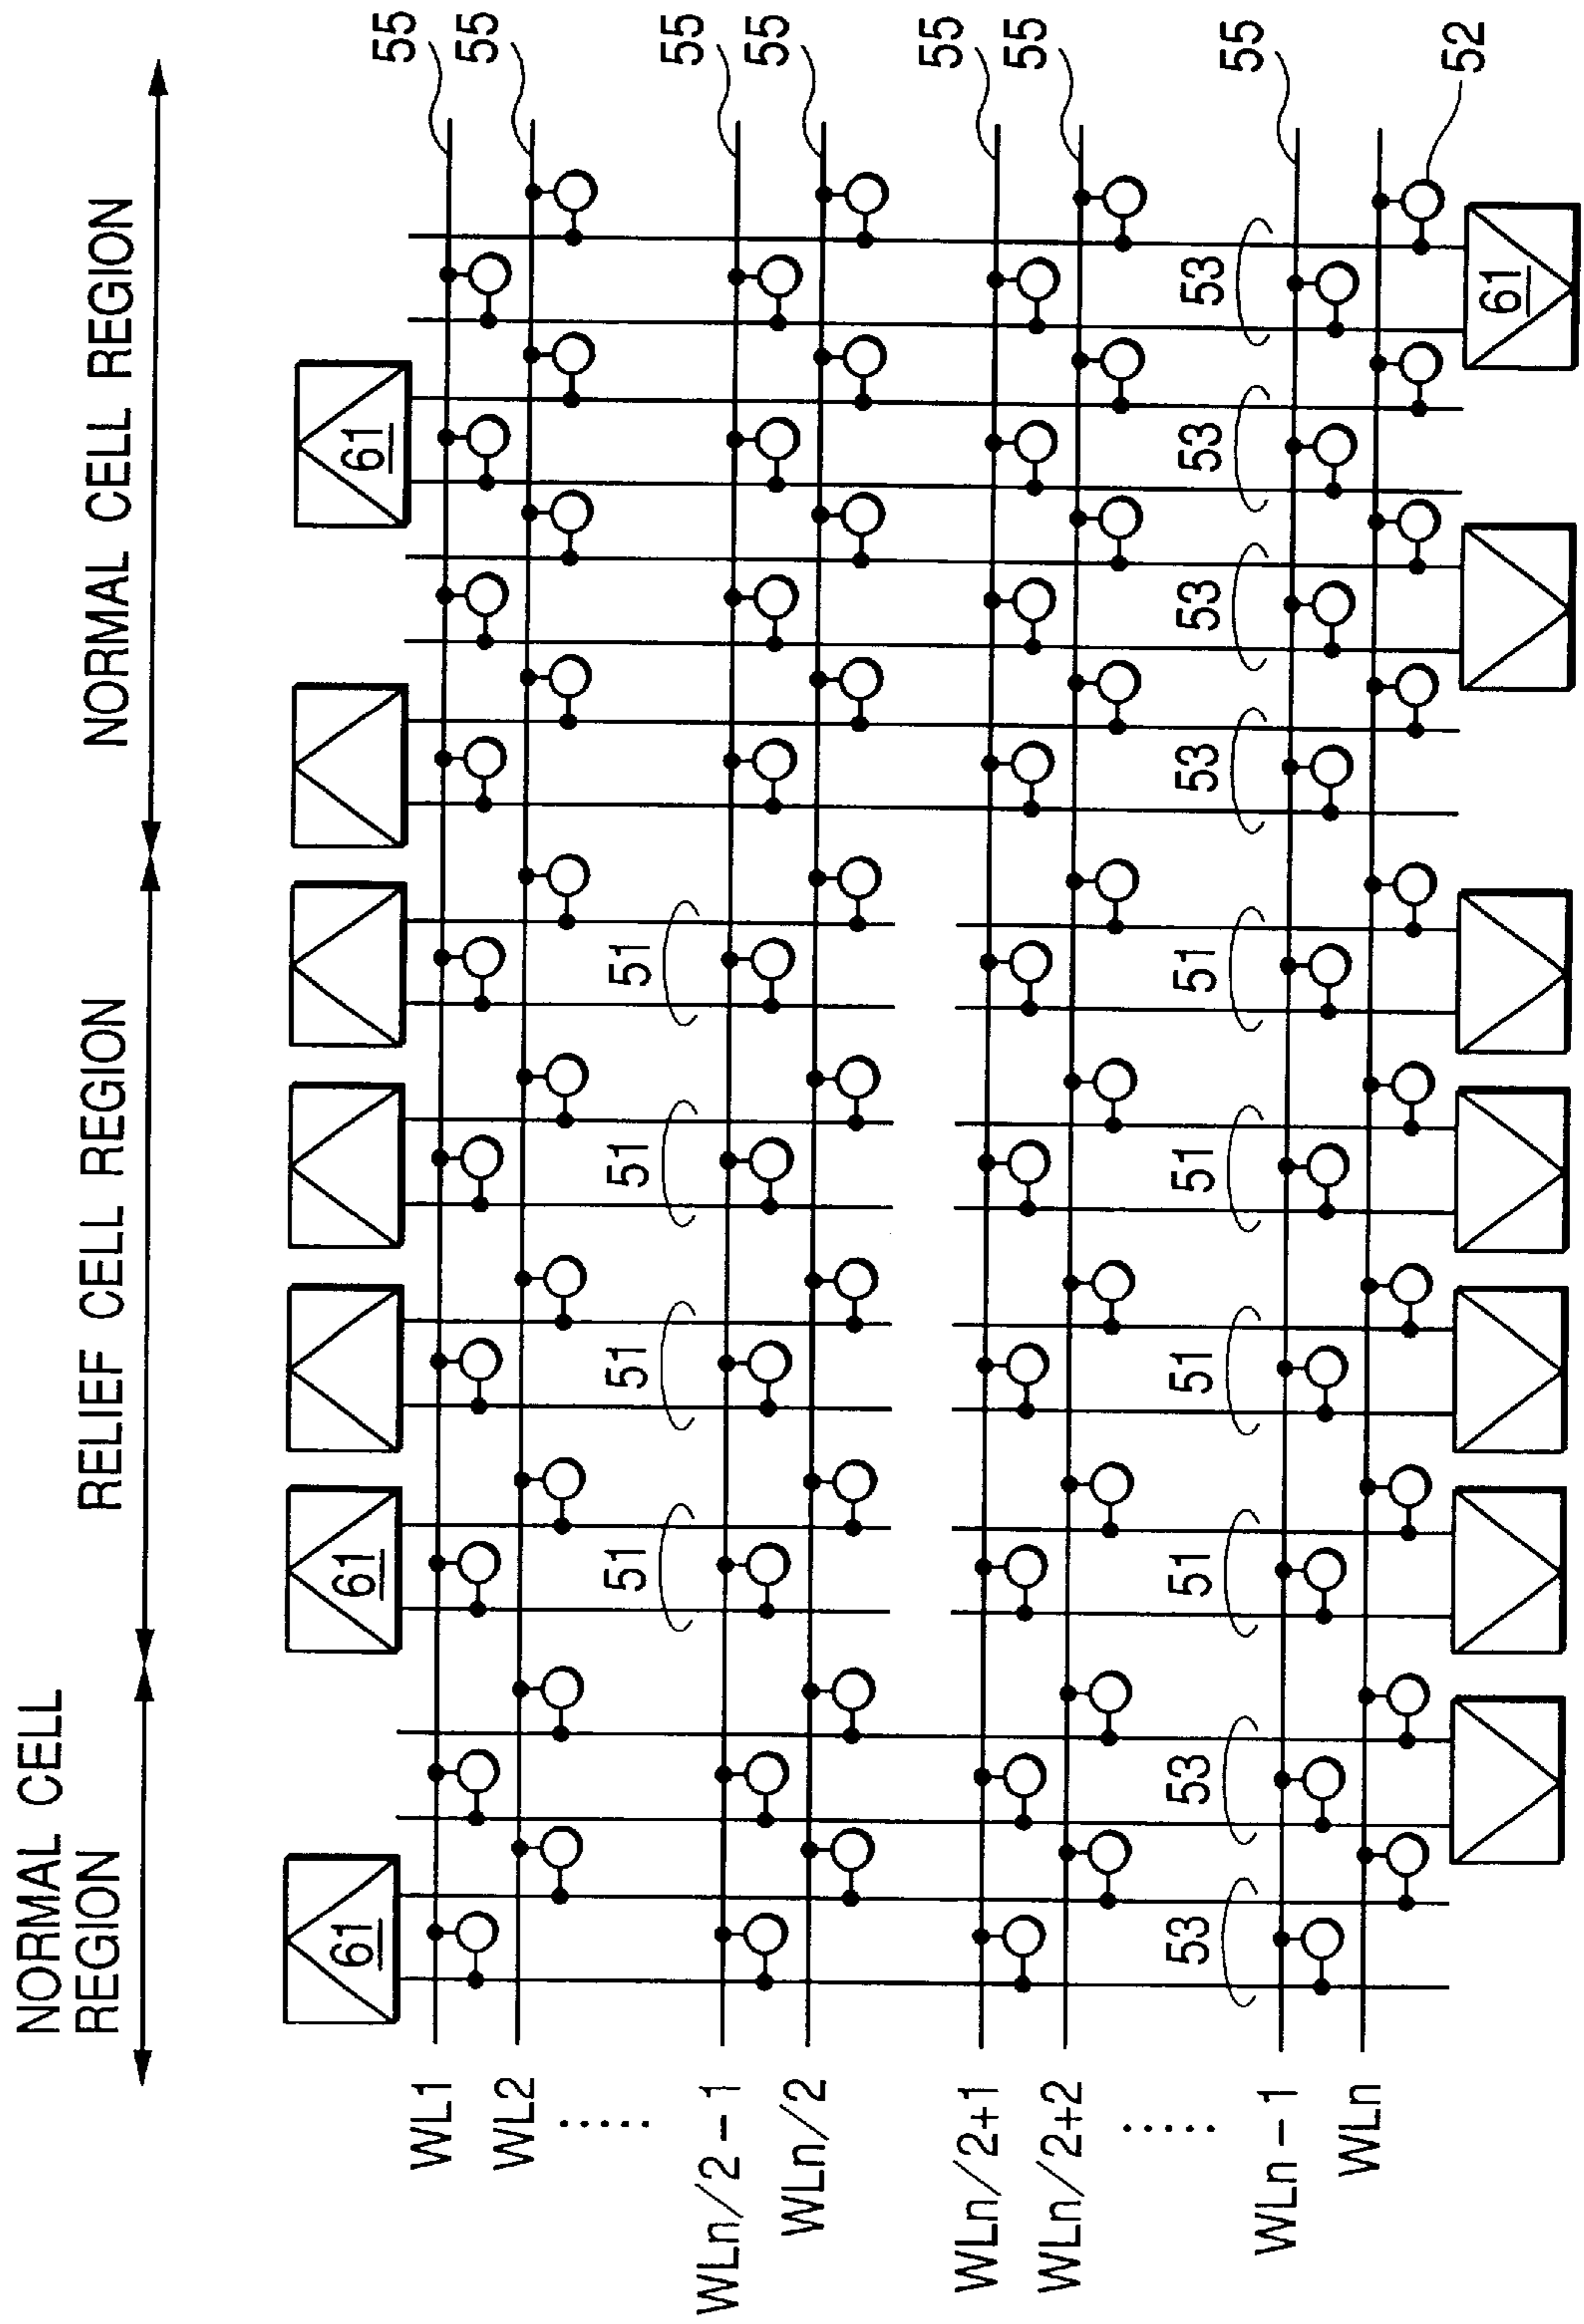 NORMAL CELL
REGION
RELIEF CELL REGION
NORMAL CELL REGION
61
61
61
WL1
55
WL2
55
.....
51
51
51
51
WLn/2-1
55
WLn/2
55
WLn/2+1
55
WLn/2+2
55
.....
53
53
51
51
51
51
53
53
53
53
WLn-1
55
WLn
52
61